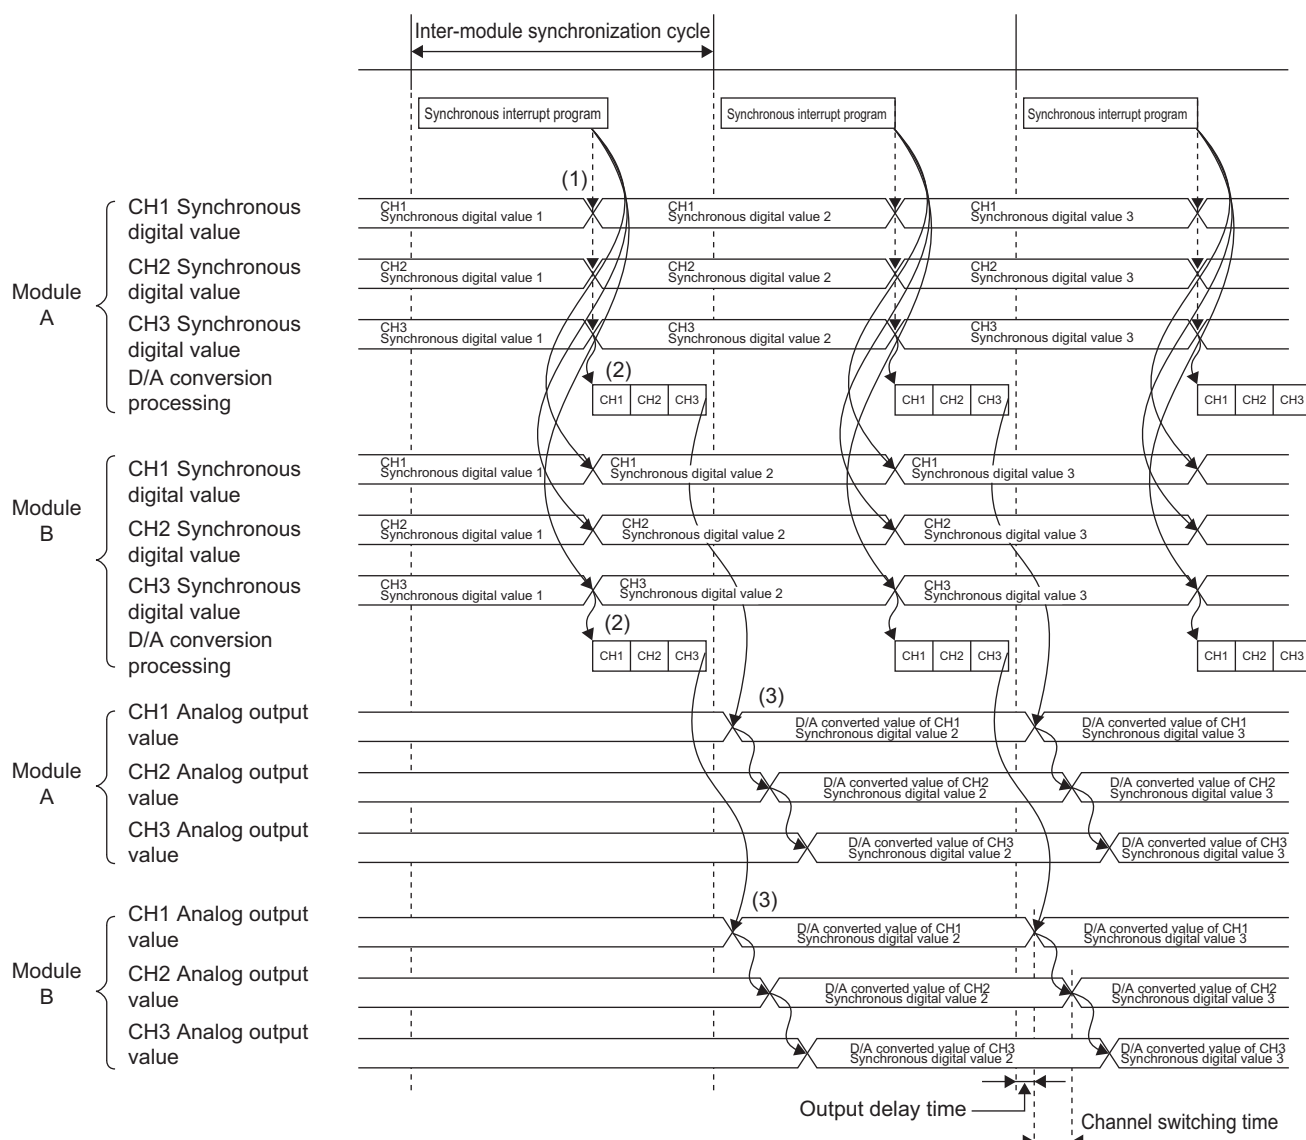 Inter-module synchronization cycle
Synchronous interrupt program
Synchronous interrupt program
Synchronous interrupt program
(1)
Module
A
CH1 Synchronous
digital value
CH1
Synchronous digital value 1
CH1
Synchronous digital value 2
CH1
Synchronous digital value 3
CH2 Synchronous
digital value
CH2
Synchronous digital value 1
CH2
Synchronous digital value 2
CH2
Synchronous digital value 3
CH3 Synchronous
digital value
CH3
Synchronous digital value 1
CH3
Synchronous digital value 2
CH3
Synchronous digital value 3
D/A conversion
processing
(2)
CH1 CH2 CH3
CH1 CH2 CH3
CH1 CH2 CH3
Module
B
CH1 Synchronous
digital value
CH1
Synchronous digital value 1
CH1
Synchronous digital value 2
CH1
Synchronous digital value 3
CH2 Synchronous
digital value
CH2
Synchronous digital value 1
CH2
Synchronous digital value 2
CH2
Synchronous digital value 3
CH3 Synchronous
digital value
CH3
Synchronous digital value 1
CH3
Synchronous digital value 2
CH3
Synchronous digital value 3
D/A conversion
processing
(2)
CH1 CH2 CH3
CH1 CH2 CH3
CH1 CH2 CH3
Module
A
CH1 Analog output
value
(3)
D/A converted value of CH1
Synchronous digital value 2
D/A converted value of CH1
Synchronous digital value 3
CH2 Analog output
value
D/A converted value of CH2
Synchronous digital value 2
D/A converted value of CH2
Synchronous digital value 3
CH3 Analog output
value
D/A converted value of CH3
Synchronous digital value 2
D/A converted value of CH3
Synchronous digital value 3
Module
B
CH1 Analog output
value
(3)
D/A converted value of CH1
Synchronous digital value 2
D/A converted value of CH1
Synchronous digital value 3
CH2 Analog output
value
D/A converted value of CH2
Synchronous digital value 2
D/A converted value of CH2
Synchronous digital value 3
CH3 Analog output
value
D/A converted value of CH3
Synchronous digital value 2
D/A converted value of CH3
Synchronous digital value 3
Output delay time
Channel switching time